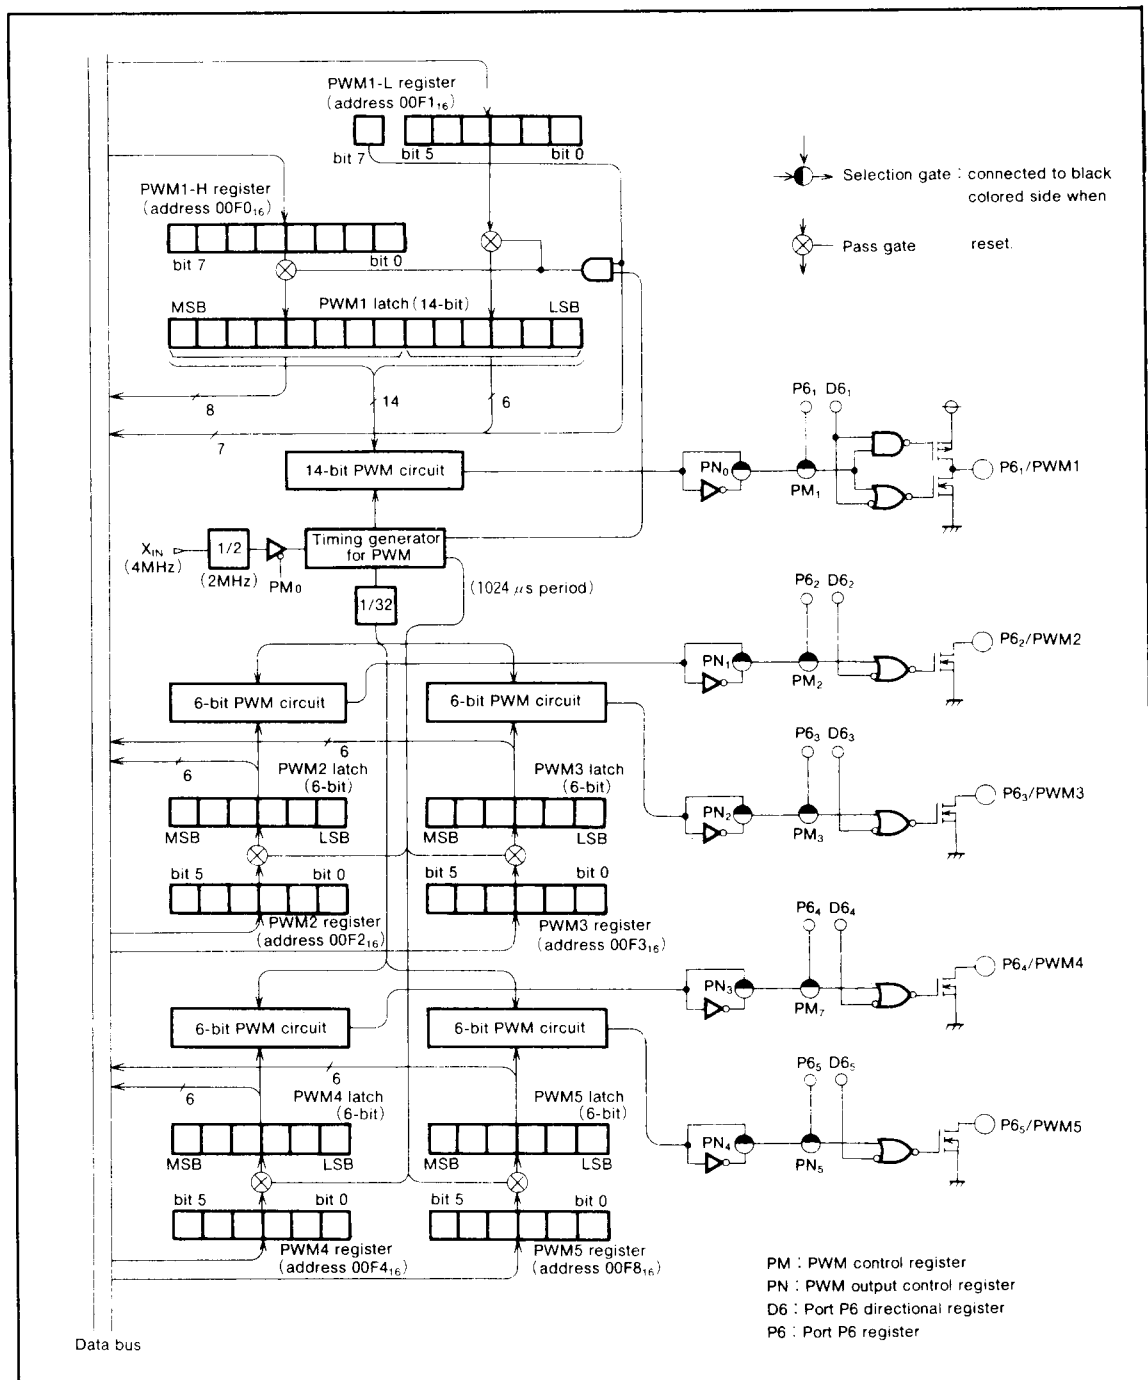 PWM1-L register
(address 00F1₁₆)
bit 7
bit 5
bit 0
PWM1-H register
(address 00F0₁₆)
bit 7
bit 0
Selection gate : connected to black
colored side when
Pass gate
reset.
MSB
PWM1 latch (14-bit)
LSB
8
14
6
7
14-bit PWM circuit
P6₁
D6₁
PN₀
PM₁
P6₁/PWM1
X_IN
(4MHz)
1/2
(2MHz)
PM₀
Timing generator
for PWM
(1024 μs period)
1/32
P6₂
D6₂
PN₁
PM₂
P6₂/PWM2
6-bit PWM circuit
6-bit PWM circuit
6
6
PWM2 latch
(6-bit)
PWM3 latch
(6-bit)
P6₃
D6₃
PN₂
PM₃
P6₃/PWM3
MSB
LSB
MSB
LSB
bit 5
bit 0
bit 5
bit 0
PWM2 register
(address 00F2₁₆)
PWM3 register
(address 00F3₁₆)
P6₄
D6₄
PN₃
PM₇
P6₄/PWM4
6-bit PWM circuit
6-bit PWM circuit
6
6
PWM4 latch
(6-bit)
PWM5 latch
(6-bit)
P6₅
D6₅
PN₄
PN₅
P6₅/PWM5
MSB
LSB
MSB
LSB
bit 5
bit 0
bit 5
bit 0
PWM4 register
(address 00F4₁₆)
PWM5 register
(address 00F8₁₆)
PM : PWM control register
PN : PWM output control register
D6 : Port P6 directional register
P6 : Port P6 register
Data bus